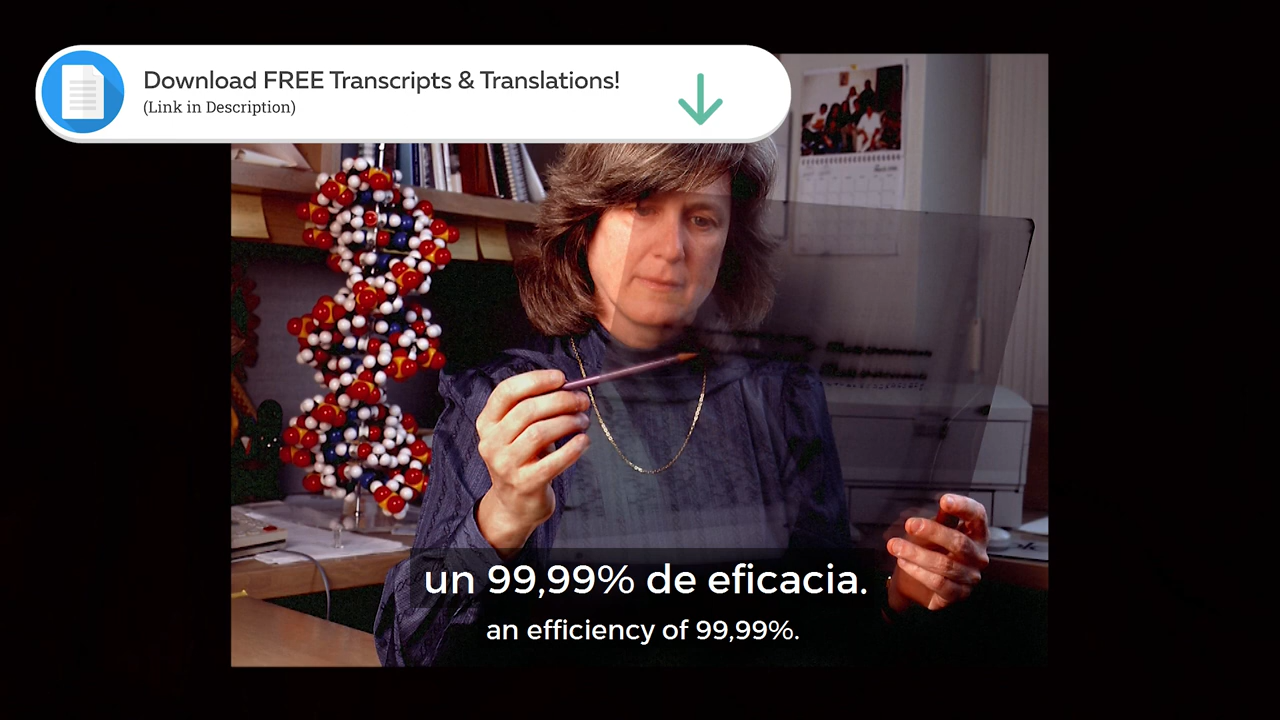 Download FREE Transcripts & Translations!
(Link in Description)
un 99,99% de eficacia.
an efficiency of 99,99%.